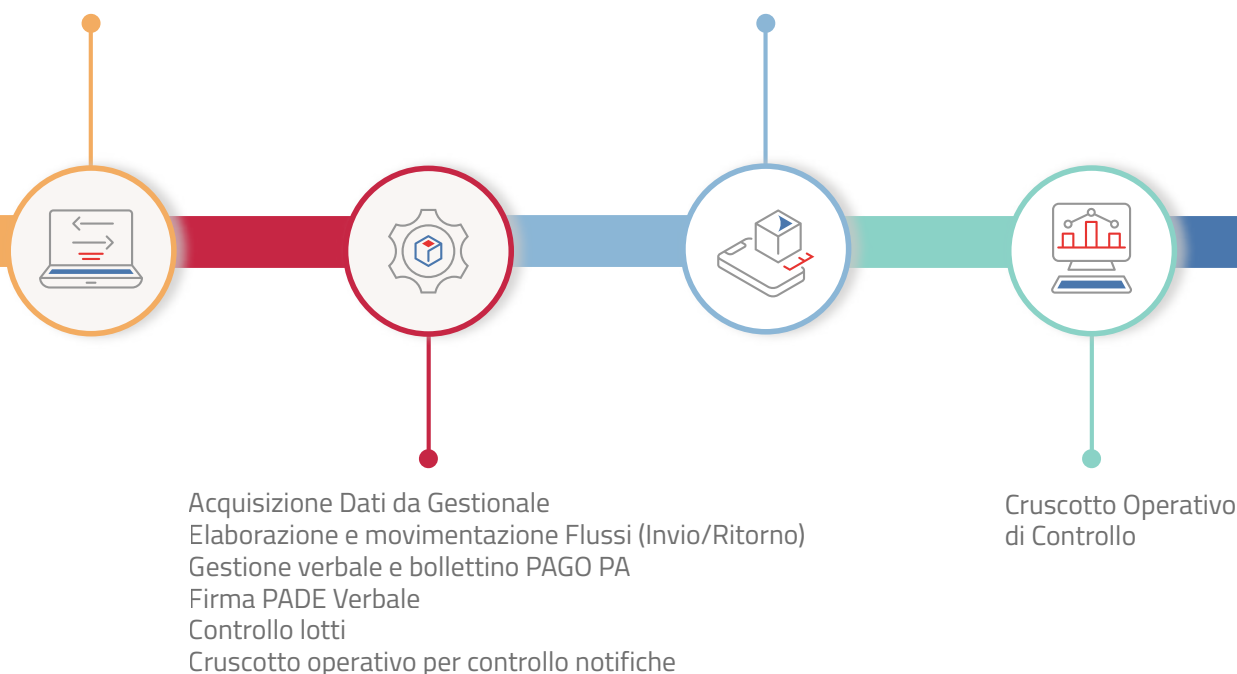 Acquisizione Dati da Gestionale
Elaborazione e movimentazione Flussi (Invio/Ritorno)
Gestione verbale e bollettino PAGO PA
Firma PADE Verbale
Controllo lotti
Cruscotto operativo per controllo notifiche
Cruscotto Operativo
di Controllo